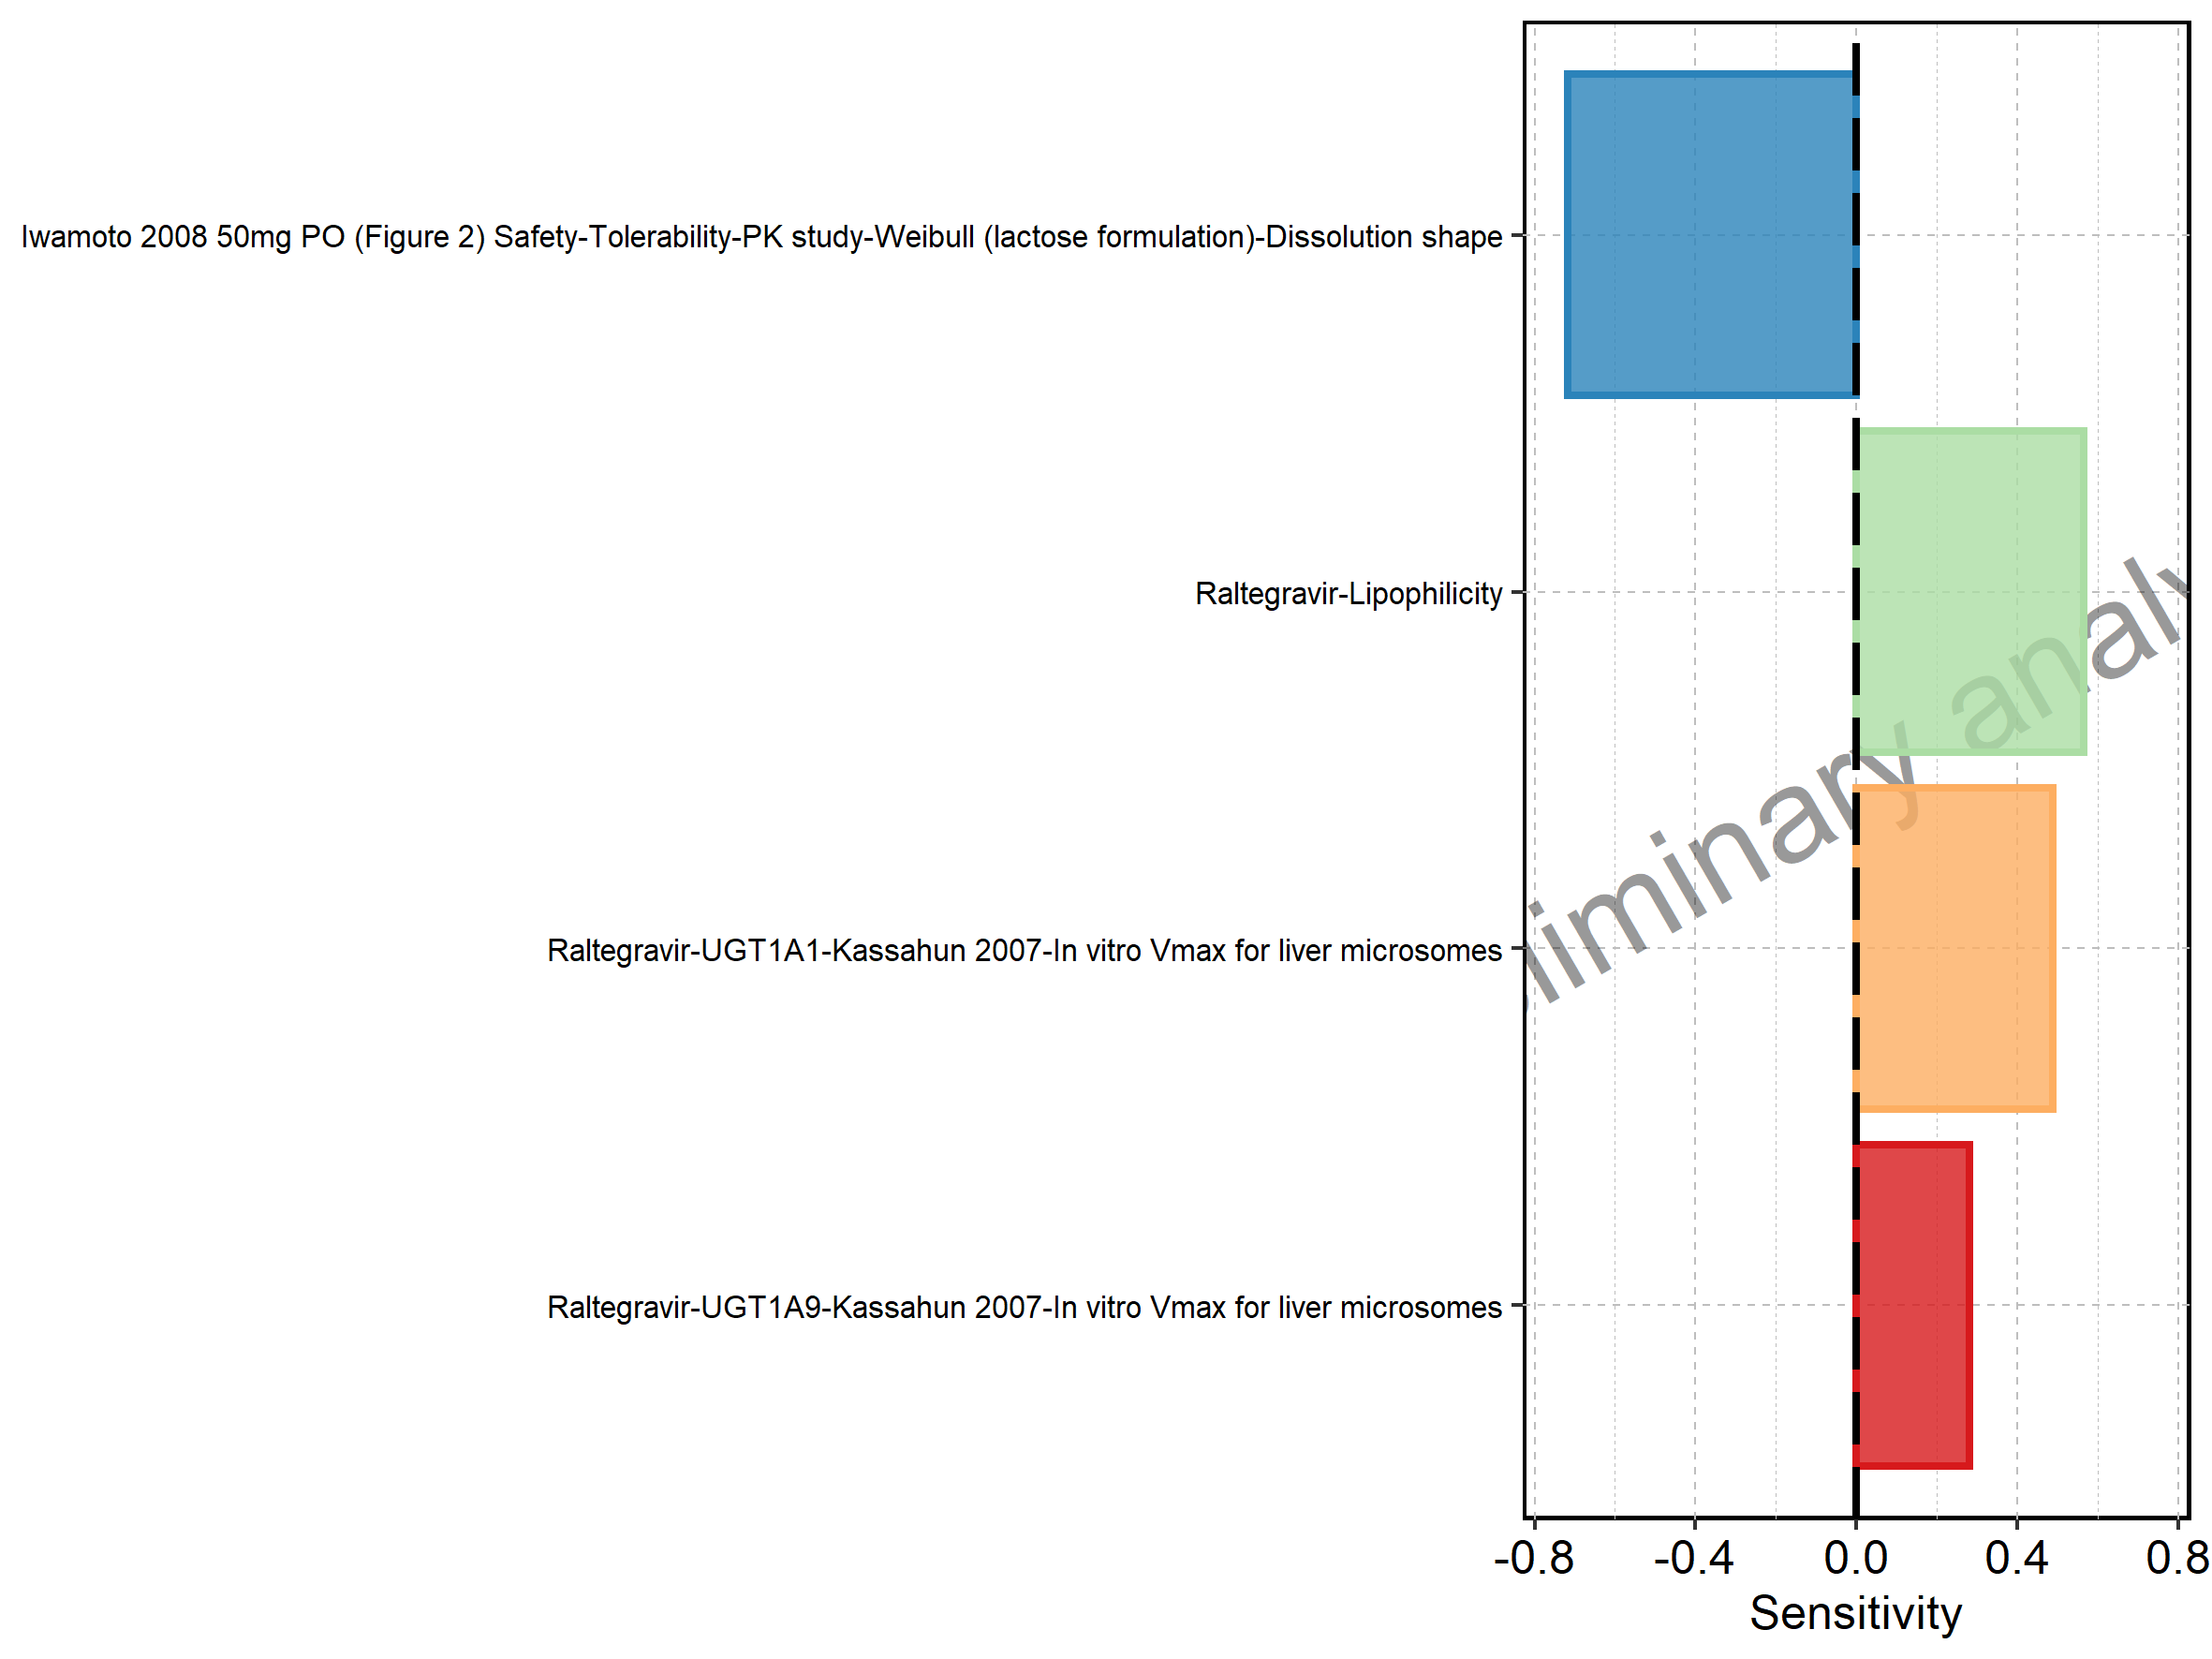 Iwamoto 2008 50mg PO (Figure 2) Safety-Tolerability-PK study-Weibull (lactose formulation)-Dissolution shape
Raltegravir-Lipophilicity
Raltegravir-UGT1A1-Kassahun 2007-In vitro Vmax for liver microsomes
Raltegravir-UGT1A9-Kassahun 2007-In vitro Vmax for liver microsomes
-0.8 -0.4 0.0 0.4 0.8
Sensitivity